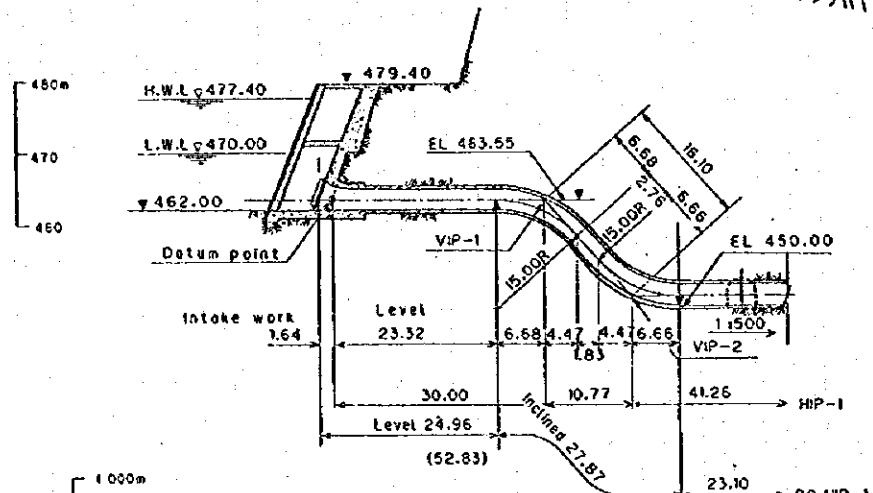 480m
479.40
H.W.L 477.40
L.W.L 470.00
470
EL 463.55
6.68
16.10
2.76
6.66
462.00
460
VIP-1
15.00R
15.00R
EL 450.00
Datum point
1:500
Intake work
Level
1.64
23.32
6.68
4.47
1.83
4.47
6.66
VIP-2
30.00
10.77
41.26
HIP-1
Level 24.96
Inclined 27.87
(52.83)
1000m
23.10